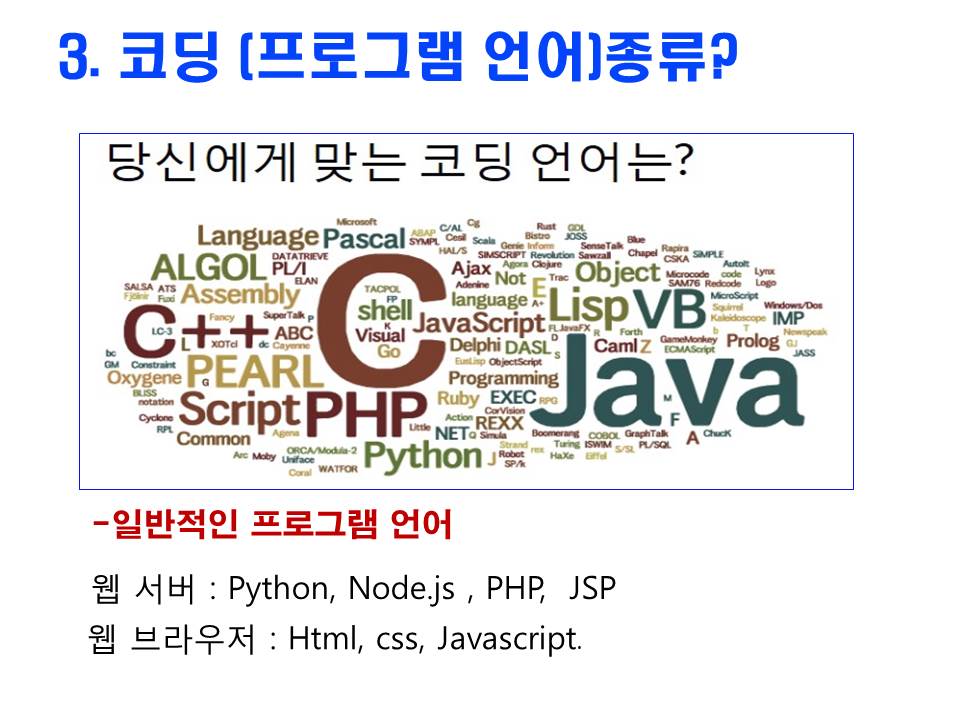 3. 코딩 (프로그램 언어)종류?
당신에게 맞는 코딩 언어는?
Microsoft
C/AL
Cg
Rust
GDL
Language
Pascal
ABAP
SYMPL
Cesil
Scala
Bistro
JOSS
Genie
Inform
SenseTalk
Blue
DATATRIEVE
HAL/S
SIMSCRIPT
Revolution
Sawzall
Chapel
Rapira
CSKA
SIMPLE
ALGOL
PL/I
C
Ajax
Agora
Clojure
Not
Trac
Object
Microcode
AutoIt
code
Lynx
ELAN
Adenine
E
SAM76
Redcode
Logo
SALSA
ATS
Fjölnir
Fuxi
Assembly
TACPOL
FP
shell
language
A+
Lisp
VB
MicroScript
Squirrel
Windows/Dos
C++
Fancy
SuperTalk
P
K
JavaScript
FL
JavaFX
R
Forth
Kaleidoscope
IMP
LC-3
ABC
Visual
b
T
Newspeak
L
XOTcl
dc
Cayenne
Go
Delphi
DASL
D
S
Caml
Z
GameMonkey
ECMAScript
Prolog
GJ
JASS
bc
GM
Constraint
PEARL
EusLisp
ObjectScript
Java
Oxygene
G
Programming
BLISS
notation
Script
PHP
Ruby
EXEC
RPG
M
Cyclone
RPL
Little
Action
CorVision
REXX
F
Common
Agena
NET
Q
Simula
Boomerang
COBOL
GraphTalk
A
ChucK
Arc
Moby
ORCA/Modula-2
Uniface
Python
J
Strand
Robot
rex
Turing
ISWIM
S/SL
PL/SQL
Coral
WATFOR
SP/k
HaXe
Eiffel
-일반적인 프로그램 언어
웹 서버 : Python, Node.js , PHP, JSP
웹 브라우저 : Html, css, Javascript.